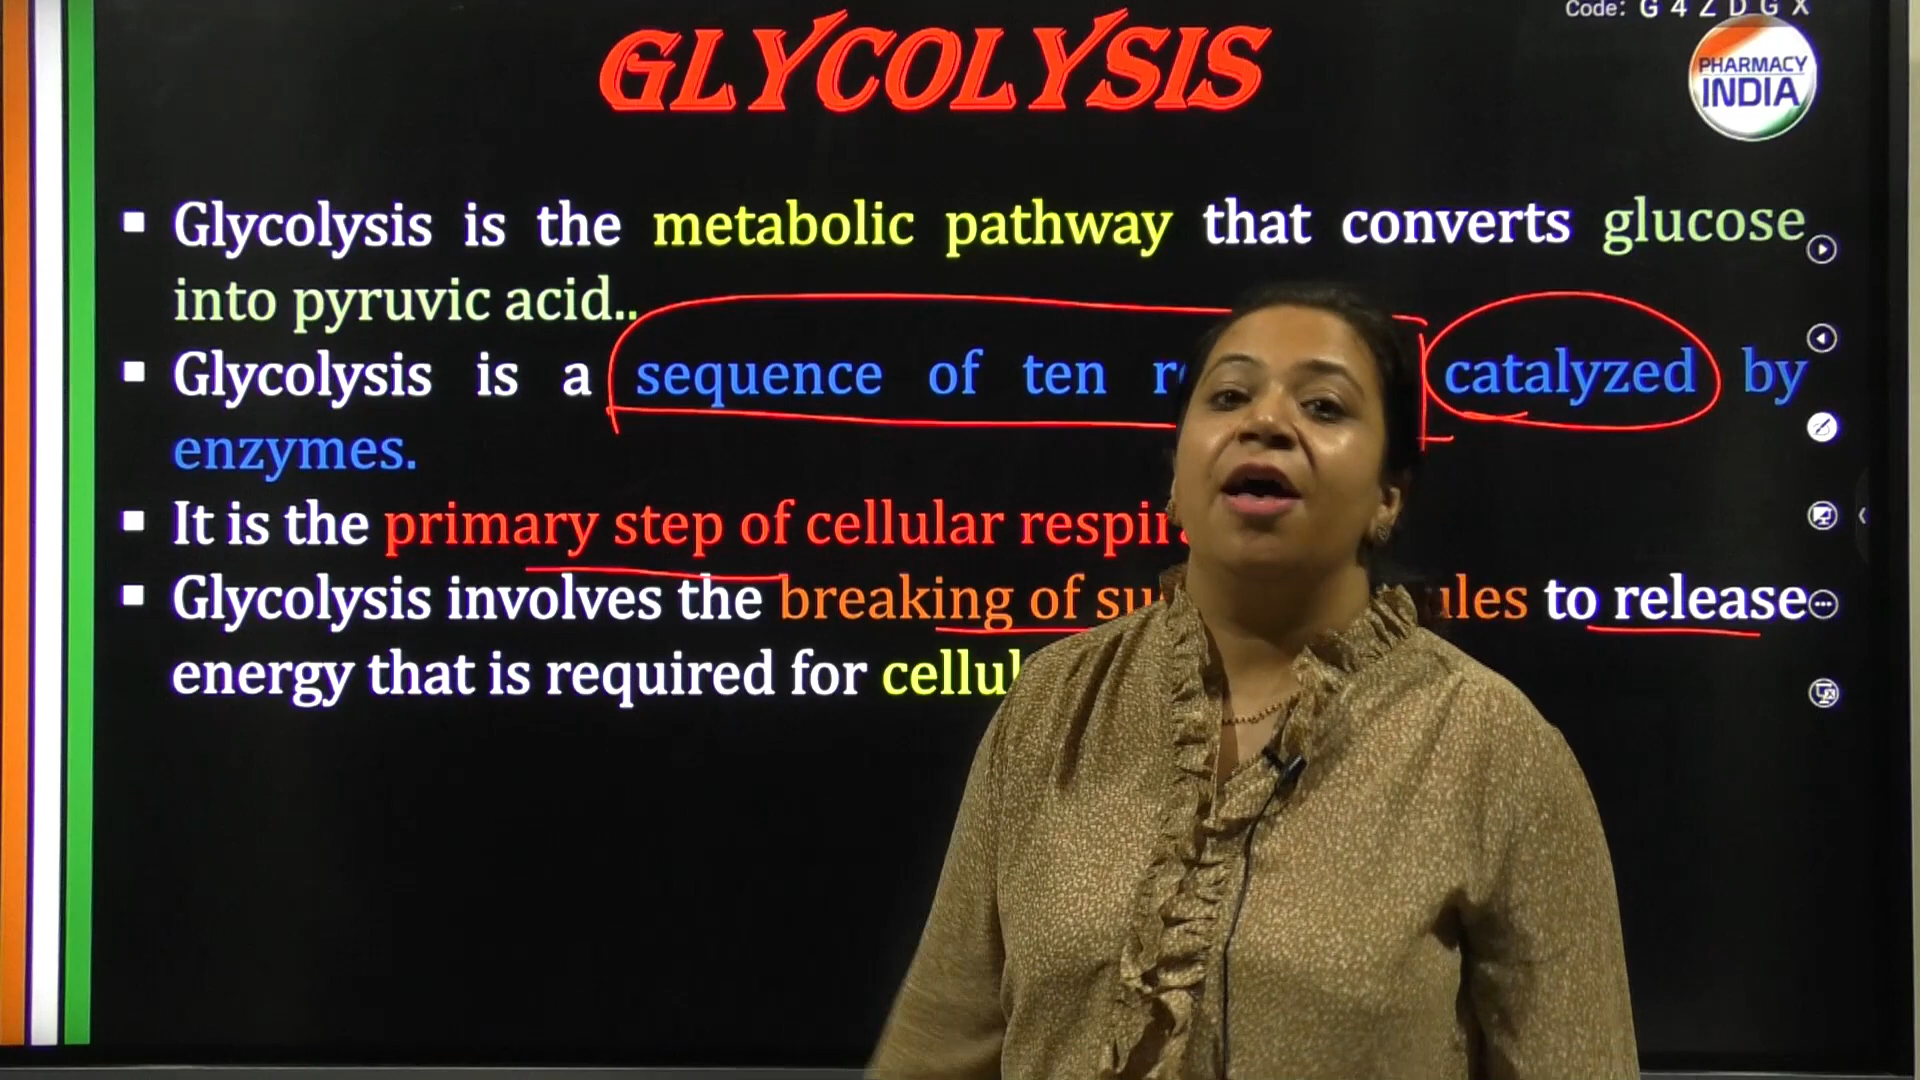 Code: G 4 Z D G X
GLYCOLYSIS
PHARMACY
INDIA
Glycolysis is the metabolic pathway that converts glucose
into pyruvic acid..
Glycolysis is a sequence of ten catalyzed by
enzymes.
It is the primary step of cellular
Glycolysis involves the breaking of to release
energy that is required for